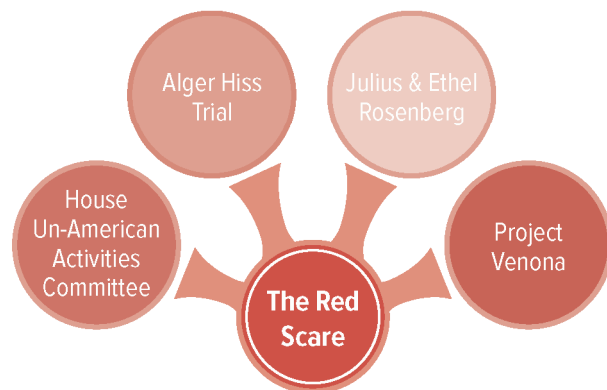 Alger Hiss
Trial
Julius & Ethel
Rosenberg
House
Un-American
Activities
Committee
Project
Venona
The Red
Scare